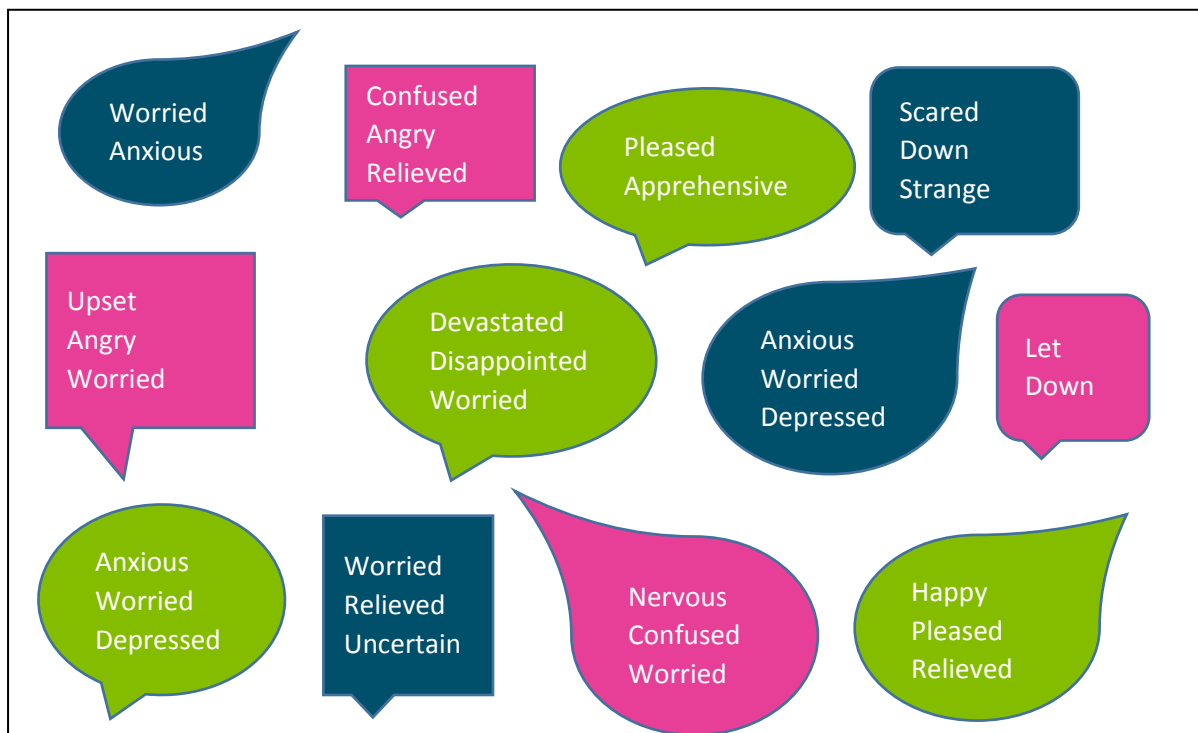 Worried
Anxious
Confused
Angry
Relieved
Pleased
Apprehensive
Scared
Down
Strange
Upset
Angry
Worried
Devastated
Disappointed
Worried
Anxious
Worried
Depressed
Let
Down
Anxious
Worried
Depressed
Worried
Relieved
Uncertain
Nervous
Confused
Worried
Happy
Pleased
Relieved